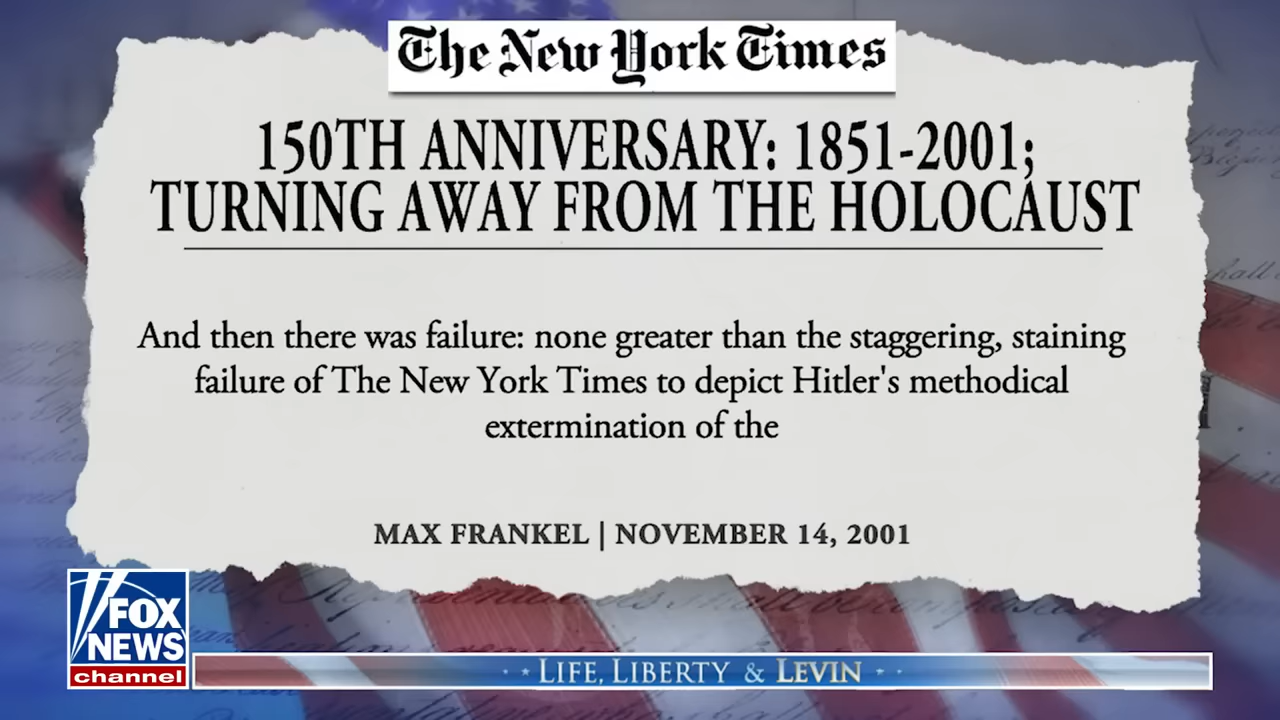 The New York Times
150TH ANNIVERSARY: 1851-2001;
TURNING AWAY FROM THE HOLOCAUST
And then there was failure: none greater than the staggering, staining
failure of The New York Times to depict Hitler's methodical
extermination of the
MAX FRANKEL | NOVEMBER 14, 2001
FOX
NEWS
channel
LIFE, LIBERTY & LEVIN